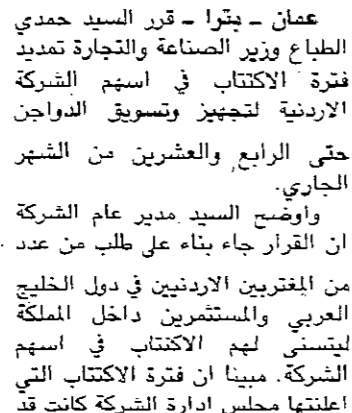 عمان ـ بترا ـ قرر السيد حمدي
الطباع وزير الصناعة والتجارة تمديد
فترة الاكتتاب في اسهم الشركة
الاردنية لتجهيز وتسويق الدواجن
حتى الرابع والعشرين من الشهر
الجاري.
واوضح السيد مدير عام الشركة
ان القرار جاء بناء على طلب من عدد
من المغتربين الاردنيين في دول الخليج
العربي والمستثمرين داخل المملكة
ليتسنى لهم الاكتتاب في اسهم
الشركة. مبينا ان فترة الاكتتاب التي
اعلنتها مجلس ادارة الشركة كانت قد